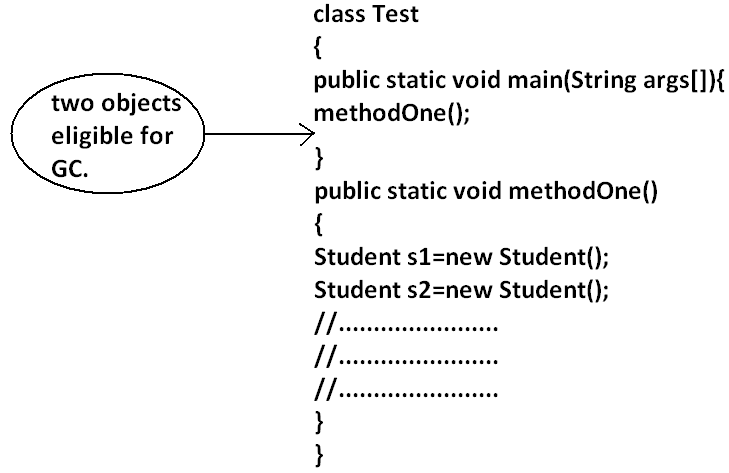 two objects
eligible for
GC.
class Test
{
public static void main(String args[]){
methodOne();
}
public static void methodOne()
{
Student s1=new Student();
Student s2=new Student();
//.......................
//.......................
//.......................
}
}